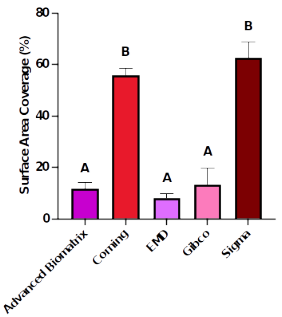 80
60
40
20
0
Surface Area Coverage (%)
A
B
A
A
B
Advanced Biomatrix
Corning
EMD
Gibco
Sigma